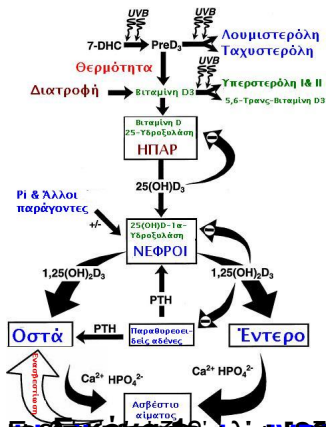 UVB
UVB
UVB
7-DHC
PreD₃
Λουμιστερόλη
Ταχυστερόλη
Θερμότητα
Διατροφή
Βιταμίνη D3
Υπερστερόλη I& II
5,6-Τρανς-Βιταμίνη D3
Βιταμίνη D
25-Υδροξυλάση
ΗΠΑΡ
25(OH)D₃
Pi & Άλλοι
παράγοντες
+/-
25(OH)D-1α-
Υδροξυλάση
ΝΕΦΡΟΙ
1,25(OH)₂D₃
1,25(OH)₂D₃
PTH
Οστά
PTH
Παραθορεοει-
δείς αδένες
Έντερο
Ενασβεστίωση
Ca²⁺ HPO₄²⁻
Ca²⁺ HPO₄²⁻
Ασβέστιο
αίματος